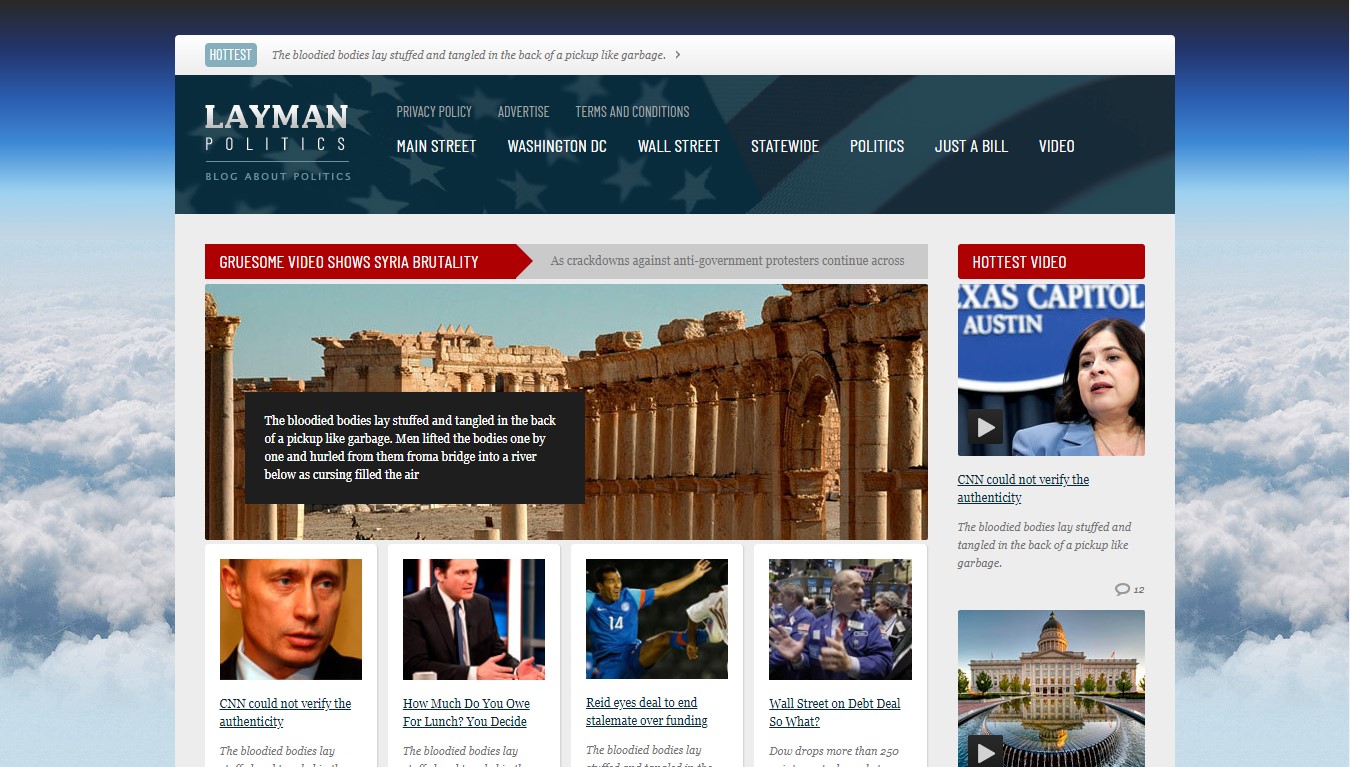 HOTTEST The bloodied bodies lay stuffed and tangled in the back of a pickup like garbage.
LAYMAN
POLITICS
BLOG ABOUT POLITICS
PRIVACY POLICY ADVERTISE TERMS AND CONDITIONS
MAIN STREET WASHINGTON DC WALL STREET STATEWIDE POLITICS JUST A BILL VIDEO
GRUESOME VIDEO SHOWS SYRIA BRUTALITY As crackdowns against anti-government protesters continue across
The bloodied bodies lay stuffed and tangled in the back
of a pickup like garbage. Men lifted the bodies one by
one and hurled from them froma bridge into a river
below as cursing filled the air
14
CNN could not verify the
authenticity
The bloodied bodies lay
How Much Do You Owe
For Lunch? You Decide
The bloodied bodies lay
Reid eyes deal to end
stalemate over funding
The bloodied bodies lay
stuffed and tangled in the
Wall Street on Debt Deal
So What?
Dow drops more than 250
HOTTEST VIDEO
EXAS CAPITOL
AUSTIN
CNN could not verify the
authenticity
The bloodied bodies lay stuffed and
tangled in the back of a pickup like
garbage.
12